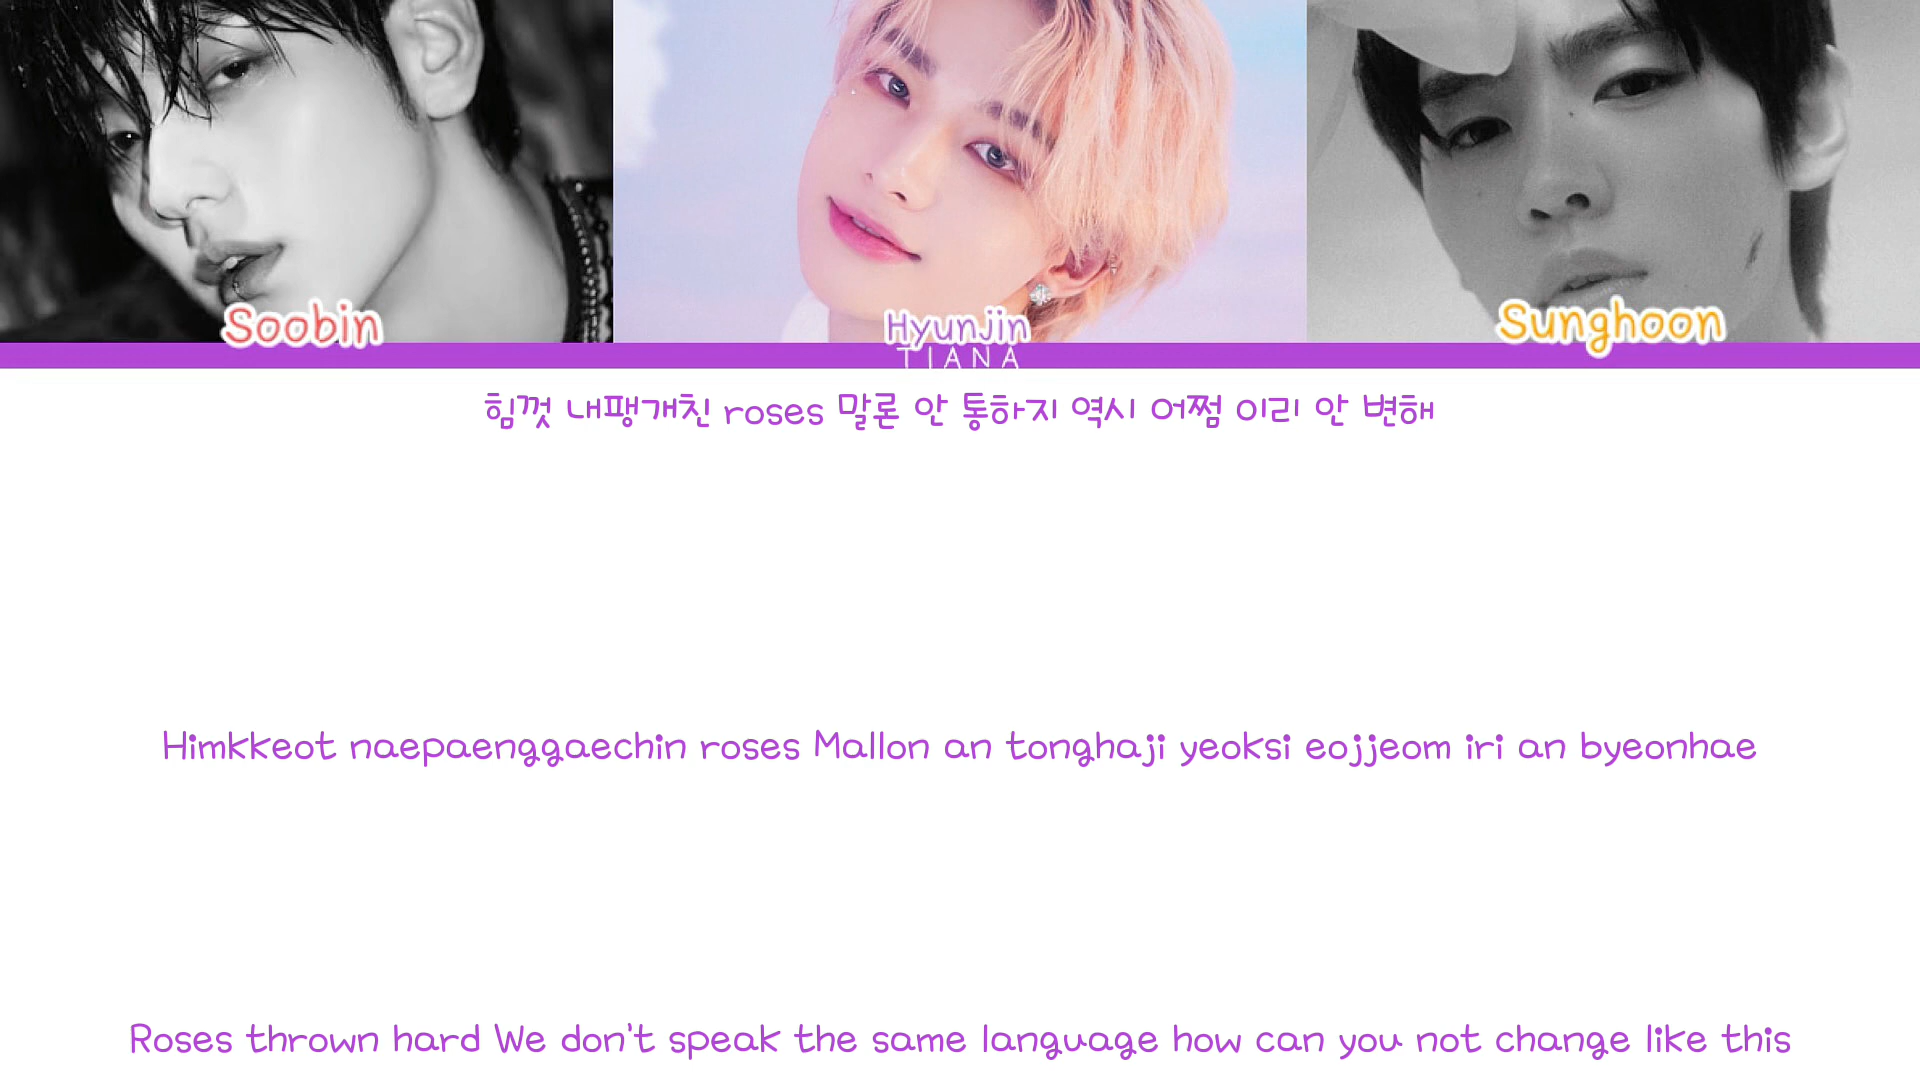 Soobin
Hyunjin
Sunghoon
TIANA
힘껏 내팽개친 roses 말론 안 통하지 역시 어쩜 이리 안 변해
Himkkeot naepaenggaechin roses Mallon an tonghaji yeoksi eojjeom iri an byeonhae
Roses thrown hard We don't speak the same language how can you not change like this